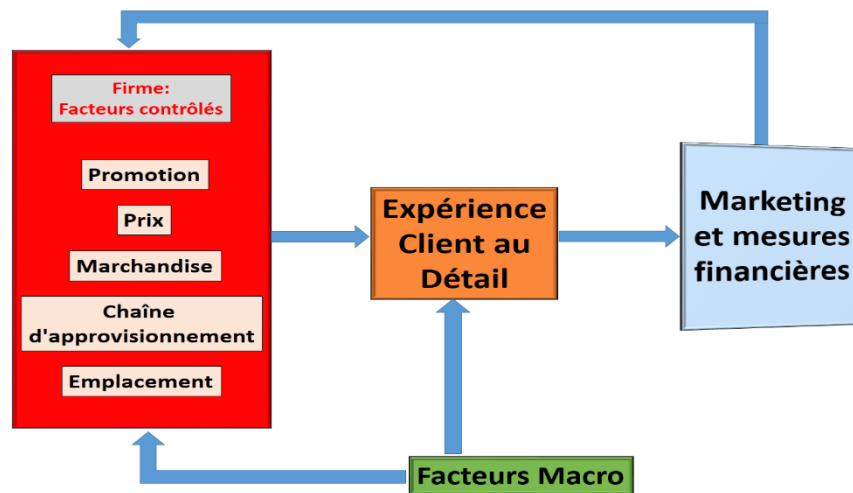 Firme:
Facteurs contrôlés
Promotion
Prix
Marchandise
Chaîne
d'approvisionnement
Emplacement
Expérience
Client au
Détail
Marketing
et mesures
financières
Facteurs Macro